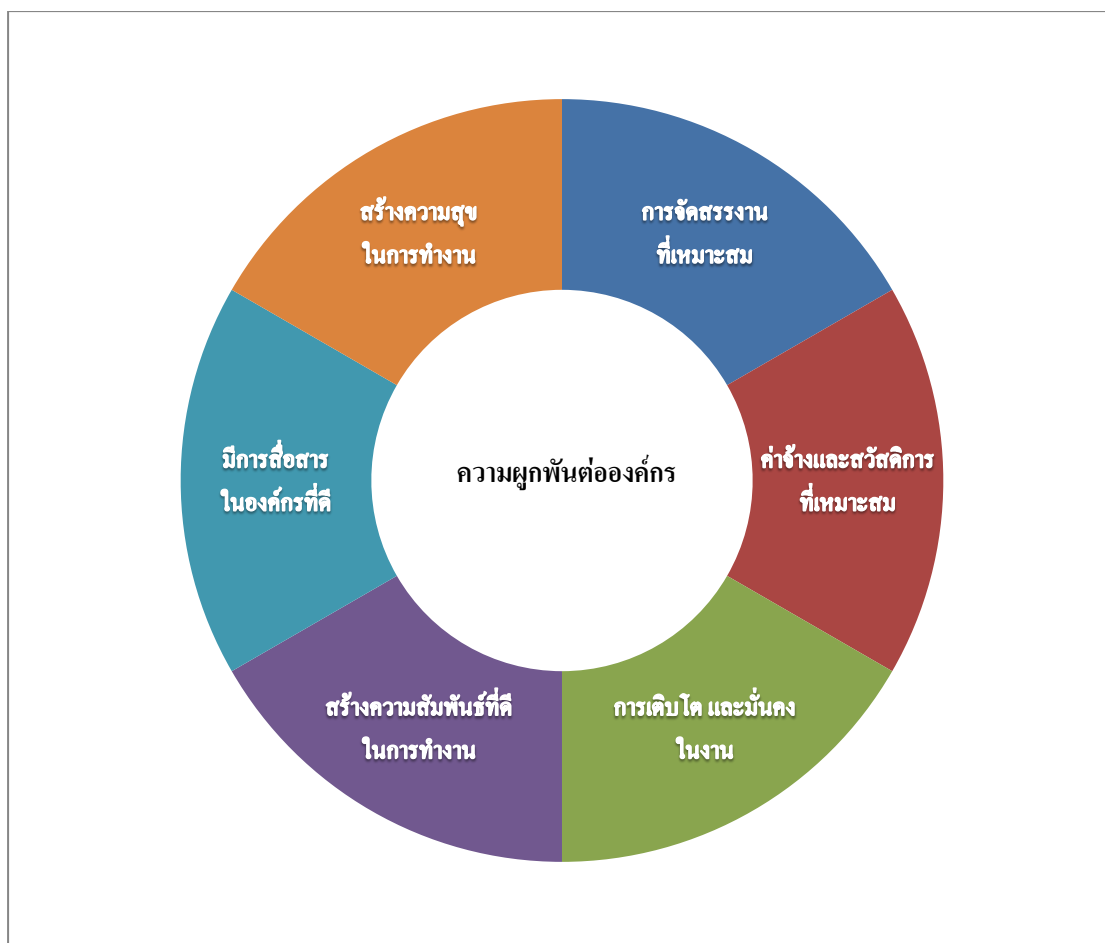 สร้างความสุข
ในการทำงาน
การจัดสรรงาน
ที่เหมาะสม
มีการสื่อสาร
ในองค์กรที่ดี
ความผูกพันต่อองค์กร
ค่าจ้างและสวัสดิการ
ที่เหมาะสม
สร้างความสัมพันธ์ที่ดี
ในการทำงาน
การเติบโต และมั่นคง
ในงาน